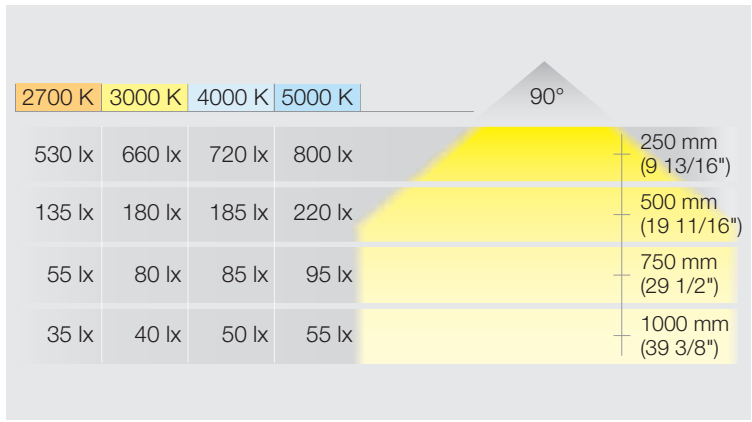 2700 K 3000 K 4000 K 5000 K 90°
530 lx 660 lx 720 lx 800 lx 250 mm
(9 13/16")
135 lx 180 lx 185 lx 220 lx 500 mm
(19 11/16")
55 lx 80 lx 85 lx 95 lx 750 mm
(29 1/2")
35 lx 40 lx 50 lx 55 lx 1000 mm
(39 3/8")